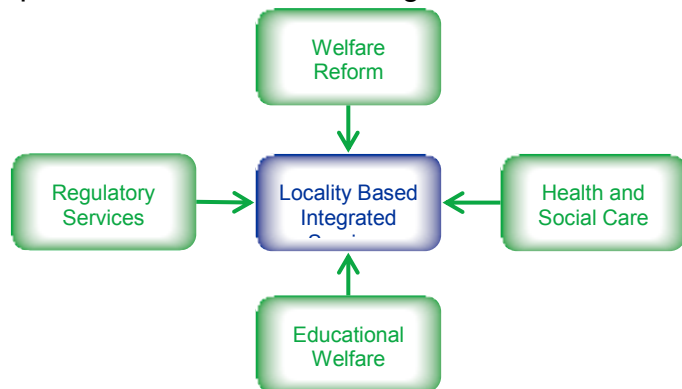 Welfare
Reform
Regulatory
Services
Locality Based
Integrated
Health and
Social Care
Educational
Welfare